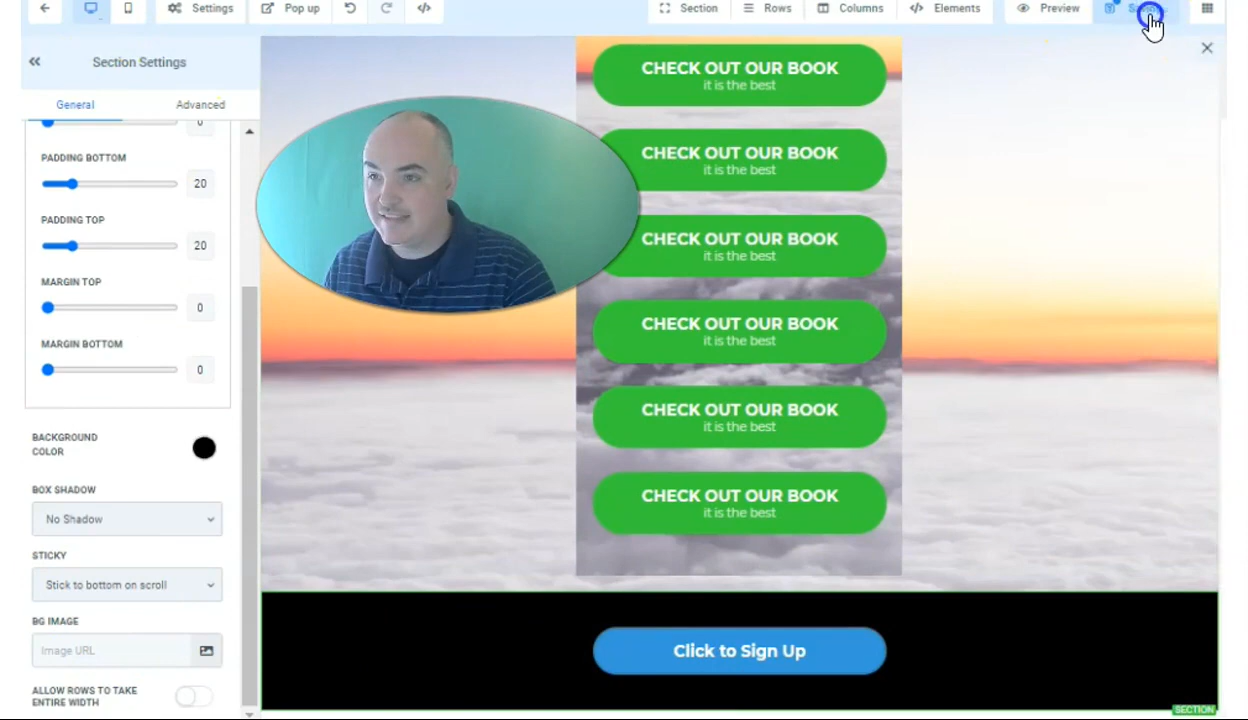 Settings
Pop up
Section
Rows
Columns
Elements
Preview
Section Settings
General
Advanced
0
PADDING BOTTOM
20
PADDING TOP
20
MARGIN TOP
0
MARGIN BOTTOM
0
BACKGROUND
COLOR
BOX SHADOW
No Shadow
STICKY
Stick to bottom on scroll
BG IMAGE
Image URL
ALLOW ROWS TO TAKE
ENTIRE WIDTH
CHECK OUT OUR BOOK
it is the best
CHECK OUT OUR BOOK
it is the best
CHECK OUT OUR BOOK
it is the best
CHECK OUT OUR BOOK
it is the best
CHECK OUT OUR BOOK
it is the best
CHECK OUT OUR BOOK
it is the best
Click to Sign Up
SECTION